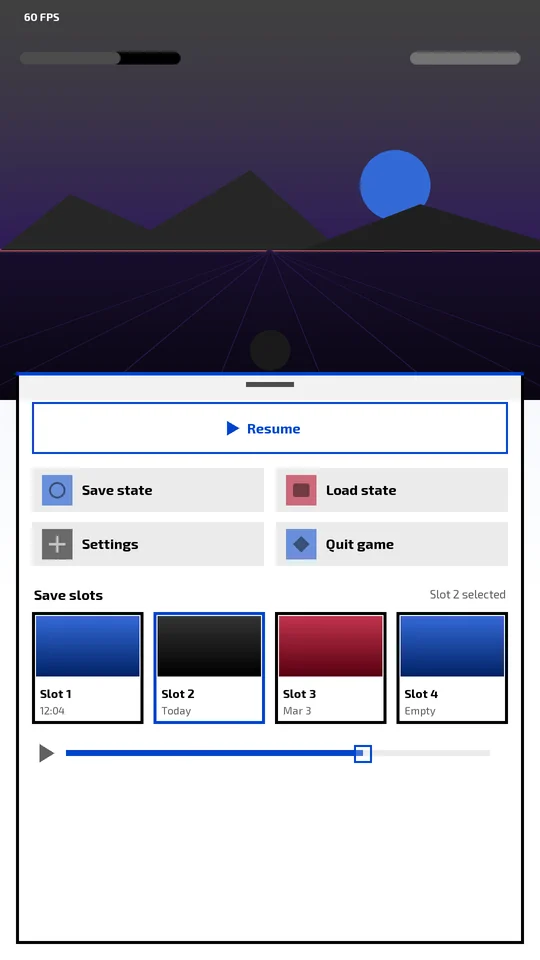 60 FPS
Resume
Save state
Load state
Settings
Quit game
Save slots
Slot 2 selected
Slot 1
12:04
Slot 2
Today
Slot 3
Mar 3
Slot 4
Empty